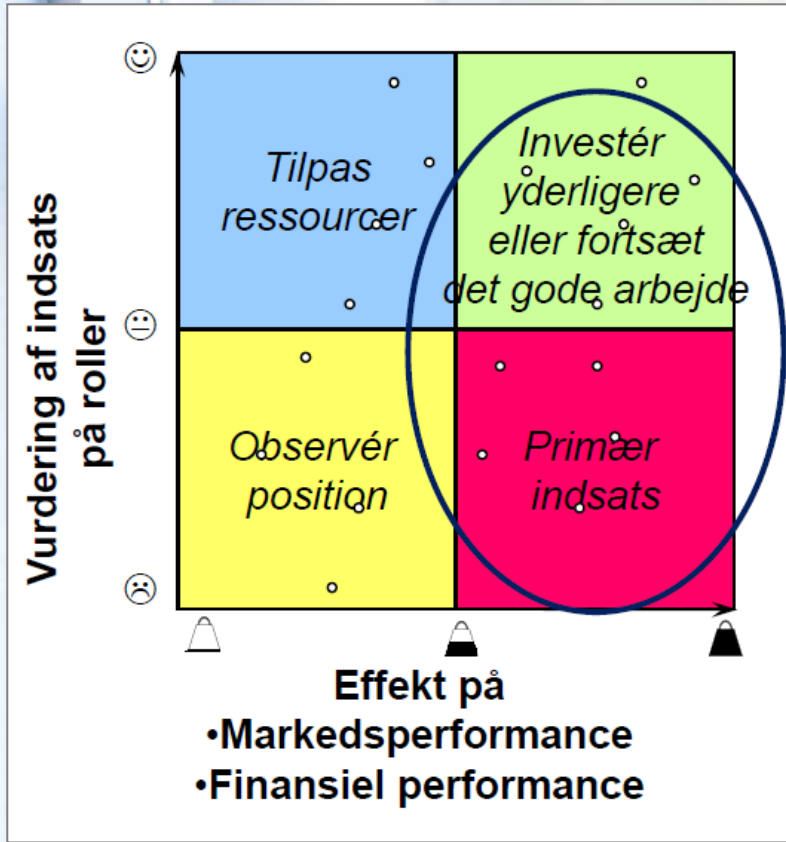 Vurdering af indsats
på roller
Tilpas
ressourcer
Investér
yderligere
eller fortsæt
det gode arbejde
Observér
position
Primær
indsats
Effekt på
•Markedsperformance
•Finansiel performance